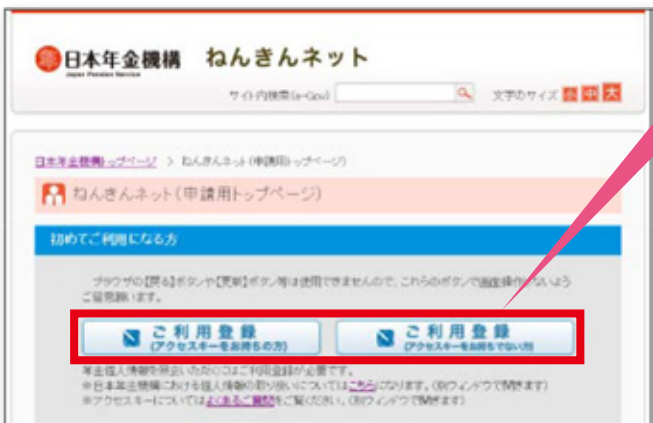 日本年金機構 ねんきんネット
Japan Pension Service
サイト内検索(e-Gov) 文字のサイズ 小 中 大
日本年金機構トップページ > ねんきんネット(申請用トップページ)
ねんきんネット(申請用トップページ)
初めてご利用になる方
ブラウザの【戻る】ボタンや【更新】ボタン等は使用できませんので、これらのボタンで画面操作 ないよう
ご留意願います。
ご利用登録 ご利用登録
(アクセスキーをお持ちの方) (アクセスキーをお持ちでない方)
年金個人情報を照会いただくにはご利用登録が必要です。
※日本年金機構における個人情報の取り扱いについてはこちらになります。(別ウィンドウで開きます)
※アクセスキーについてはよくあるご質問をご覧ください。(別ウィンドウで開きます)